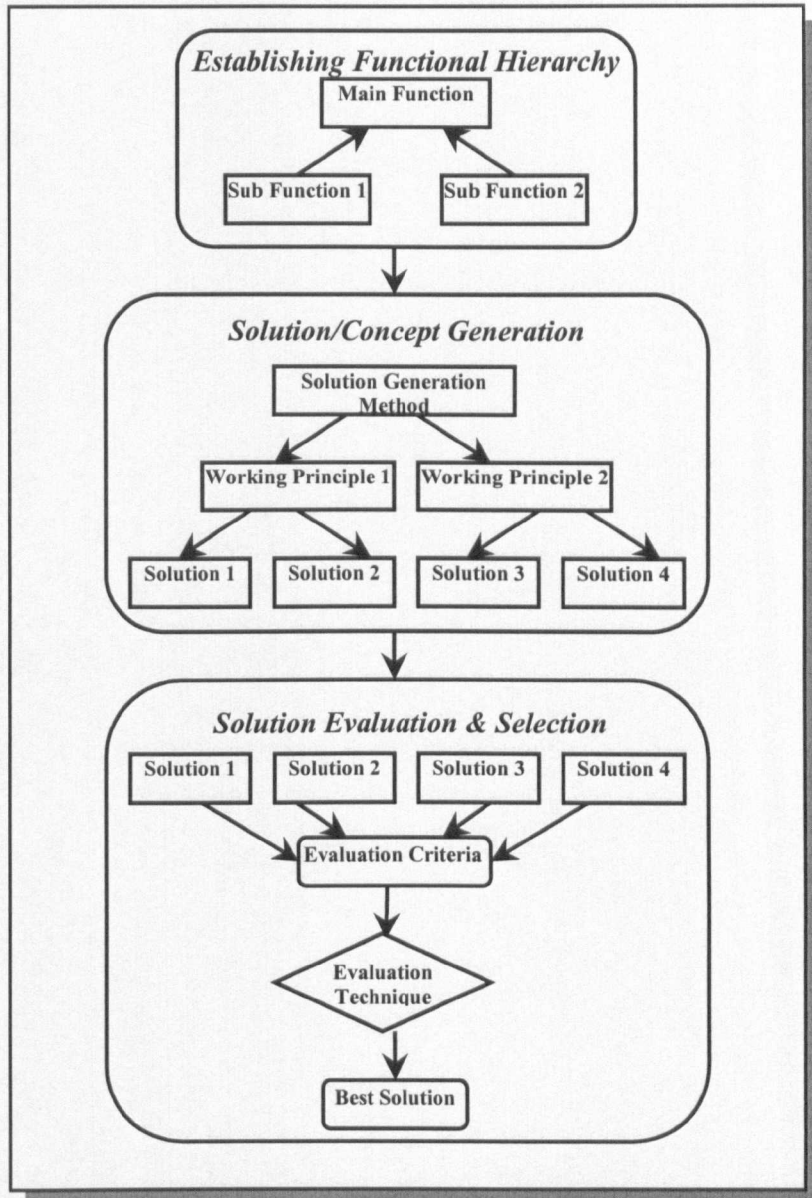 Establishing Functional Hierarchy
Main Function
Sub Function 1
Sub Function 2
Solution/Concept Generation
Solution Generation
Method
Working Principle 1
Working Principle 2
Solution 1
Solution 2
Solution 3
Solution 4
Solution Evaluation & Selection
Solution 1
Solution 2
Solution 3
Solution 4
Evaluation Criteria
Evaluation
Technique
Best Solution